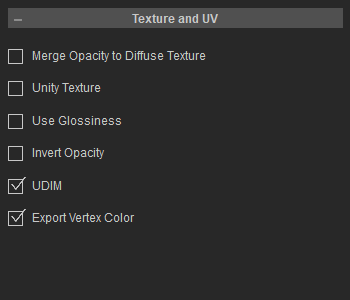 Texture and UV
Merge Opacity to Diffuse Texture
Unity Texture
Use Glossiness
Invert Opacity
UDIM
Export Vertex Color